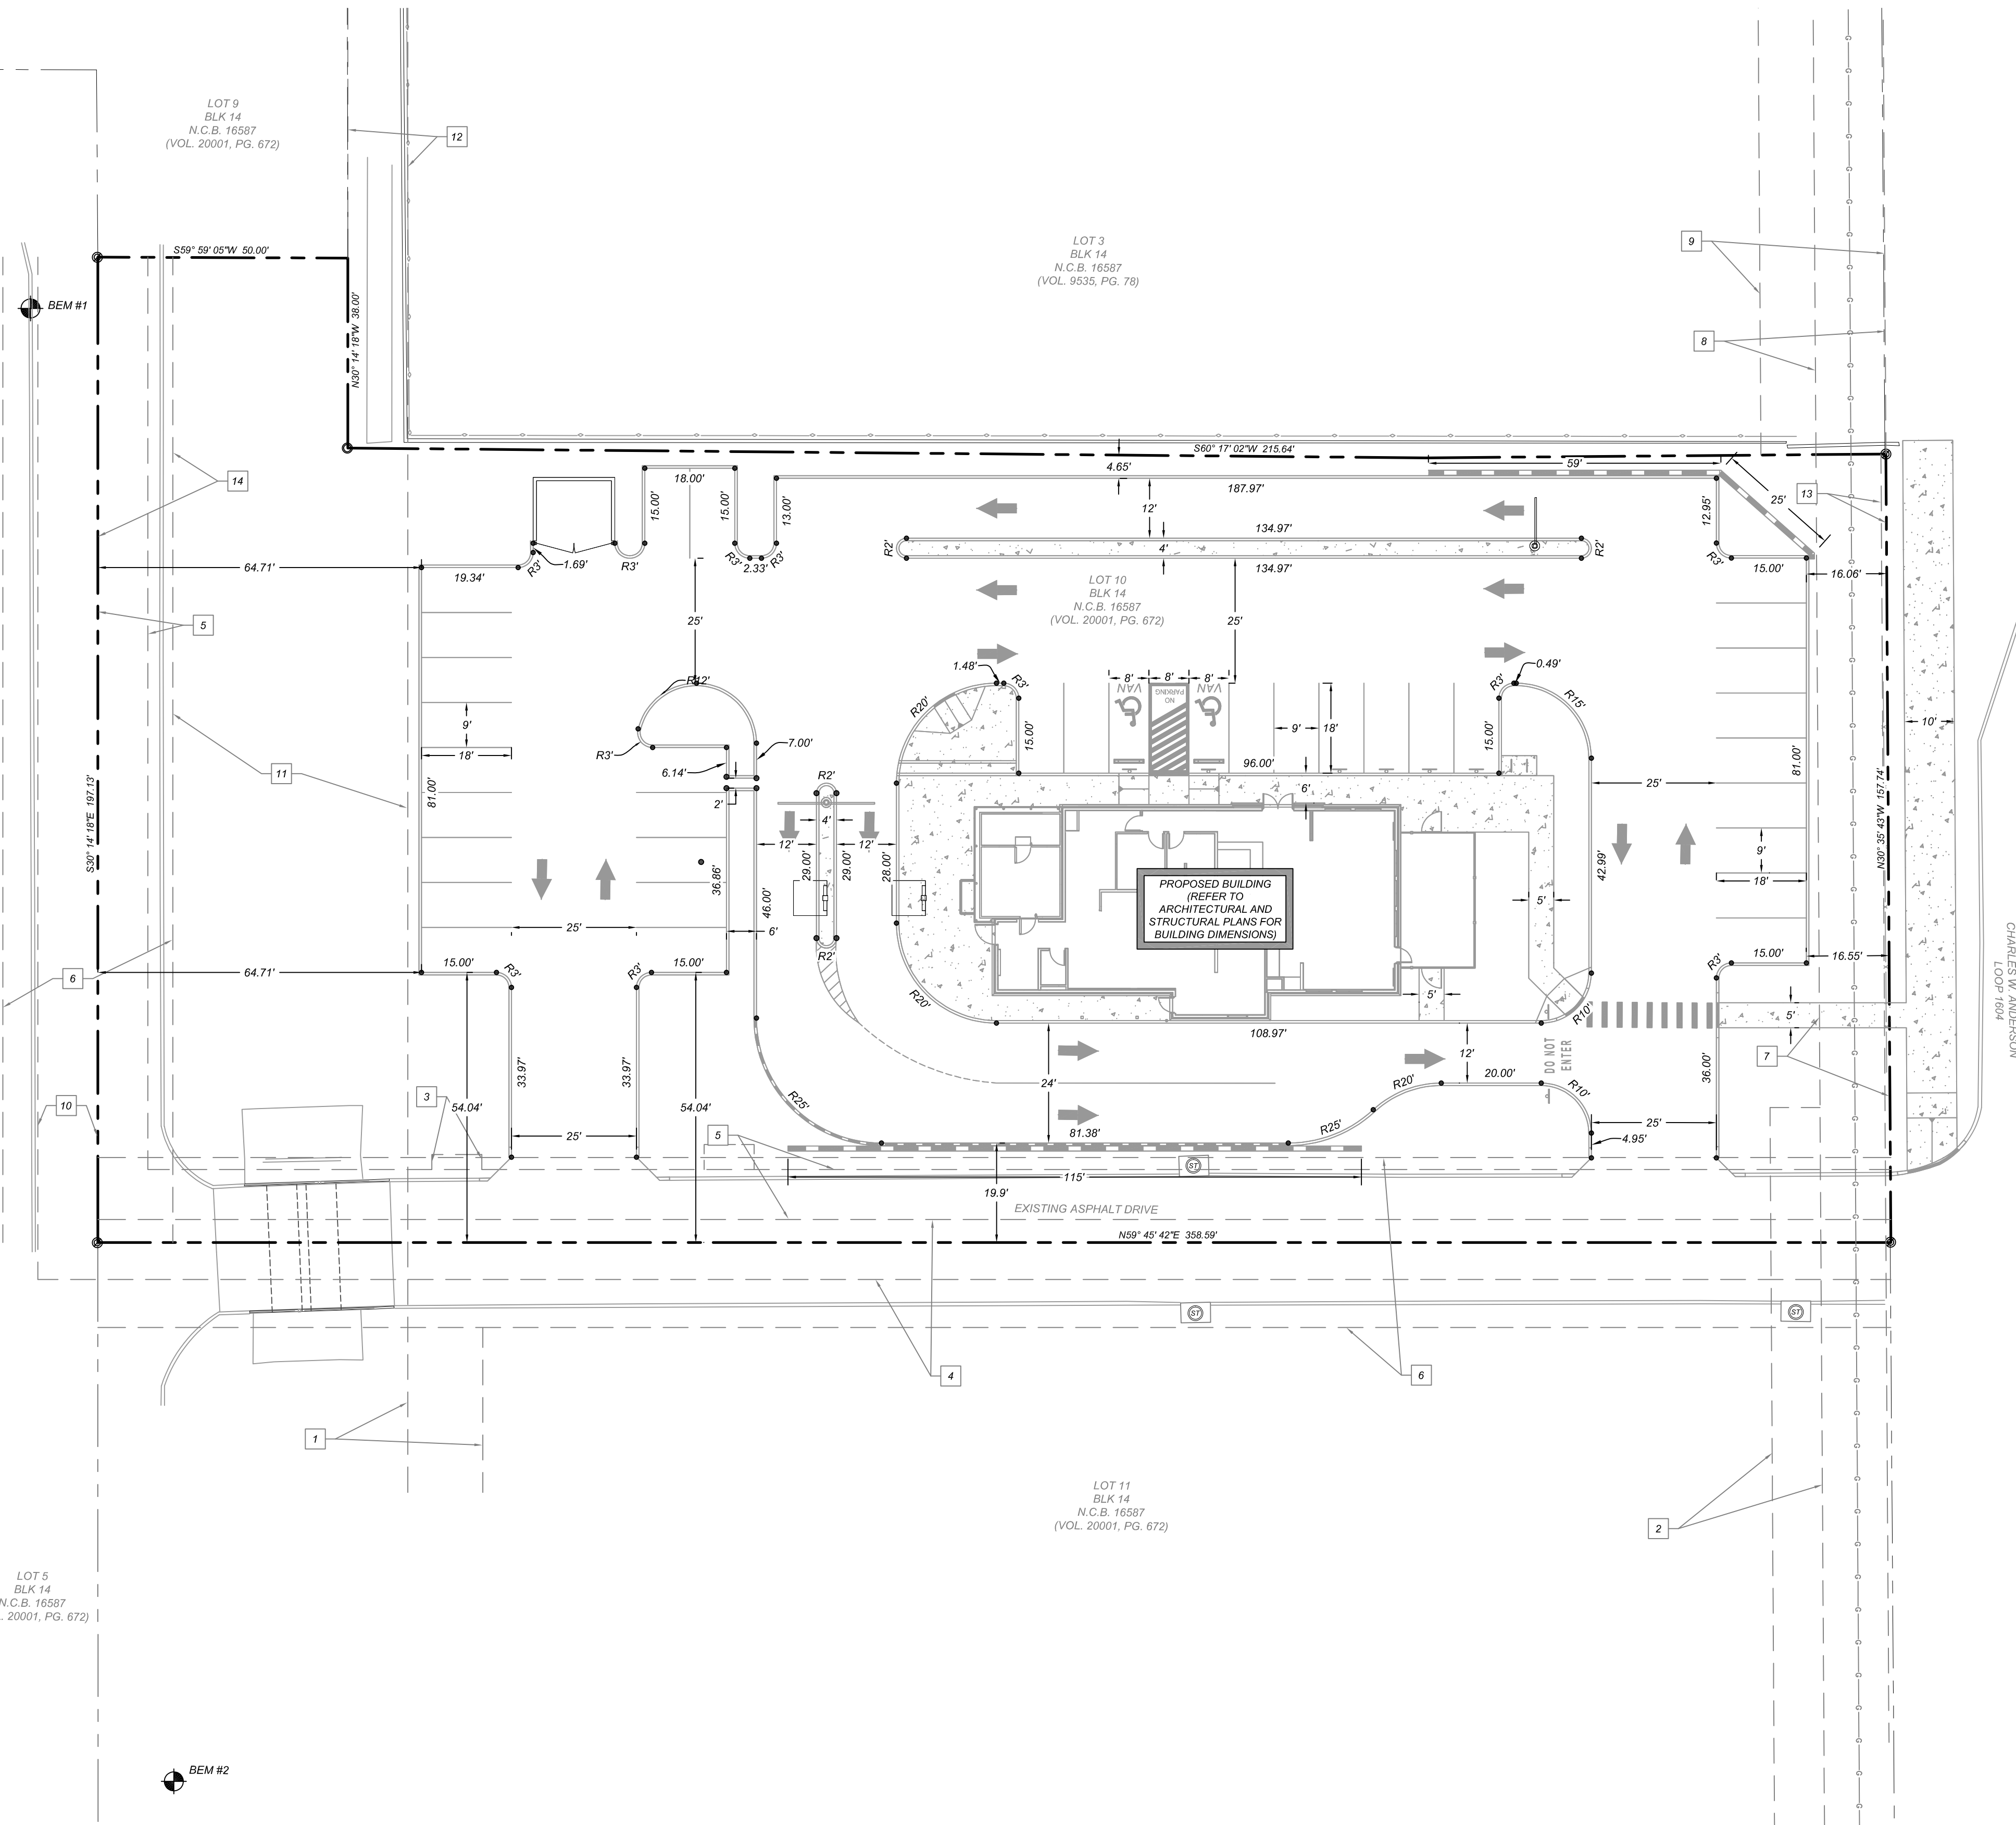 LOT 9
BLK 14
N.C.B. 16587
(VOL. 20001, PG. 672)
12
LOT 3
BLK 14
N.C.B. 16587
(VOL. 9535, PG. 78)
9
8
S59° 59' 05"W 50.00'
BEM #1
N30° 14' 18"W 38.00'
S60° 17' 02"W 215.64'
59'
4.65'
14
18.00'
187.97'
25'
13
15.00'
15.00'
13.00'
12'
12.95'
134.97'
R2'
4'
R2'
R3'
1.69'
R3'
R3'
2.33'
R3'
134.97'
R3'
15.00'
64.71'
19.34'
16.06'
LOT 10
BLK 14
N.C.B. 16587
(VOL. 20001, PG. 672)
5
25'
25'
1.48'
R3'
0.49'
R12'
R20'
8'
8'
8'
VAN
NO
PARKING
VAN
R3'
R15'
9'
18'
R3'
7.00'
15.00'
9'
18'
15.00'
10'
11
6.14'
R2'
96.00'
6'
25'
81.00'
81.00'
2'
4'
S30° 14' 18"E 197.13'
12'
12'
29.00'
29.00'
28.00'
36.86'
46.00'
42.99'
9'
18'
N30° 35' 43"W 157.74'
PROPOSED BUILDING
(REFER TO
ARCHITECTURAL AND
STRUCTURAL PLANS FOR
BUILDING DIMENSIONS)
5'
25'
6'
R2'
CHARLES W. ANDERSON
LOOP 1604
64.71'
15.00'
R3'
R3'
15.00'
R3'
15.00'
16.55'
6
R20'
5'
R10'
5'
108.97'
12'
DO NOT
ENTER
7
33.97'
33.97'
36.00'
3
54.04'
54.04'
24'
R20'
20.00'
R10'
10
R25'
25'
5
81.38'
R25'
25'
4.95'
ST
115'
19.9'
EXISTING ASPHALT DRIVE
N59° 45' 42"E 358.59'
ST
ST
4
6
1
LOT 11
BLK 14
N.C.B. 16587
(VOL. 20001, PG. 672)
2
LOT 5
BLK 14
N.C.B. 16587
. 20001, PG. 672)
BEM #2
G